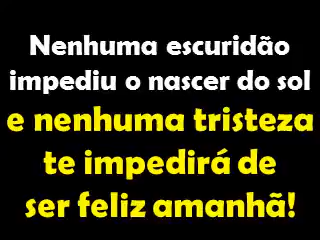 Nenhuma escuridão
impediu o nascer do sol
e nenhuma tristeza
te impedirá de
ser feliz amanhã!